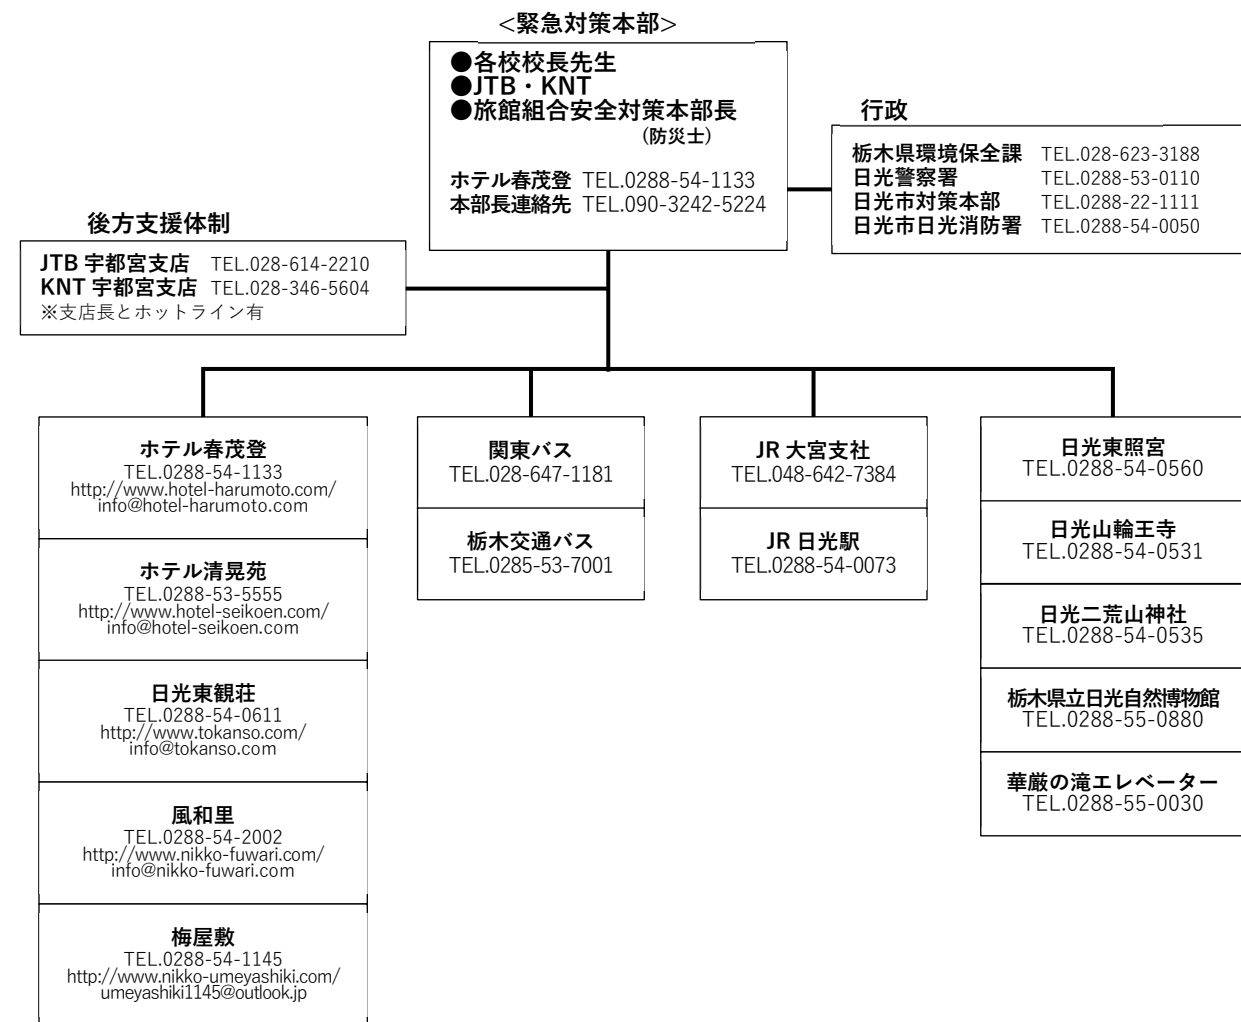 <緊急対策本部>
●各校校長先生
●JTB・KNT
●旅館組合安全対策本部長
(防災士)
ホテル春茂登 TEL.0288-54-1133
本部長連絡先 TEL.090-3242-5224
行政
栃木県環境保全課 TEL.028-623-3188
日光警察署 TEL.0288-53-0110
日光市対策本部 TEL.0288-22-1111
日光市日光消防署 TEL.0288-54-0050
後方支援体制
JTB 宇都宮支店 TEL.028-614-2210
KNT 宇都宮支店 TEL.028-346-5604
※支店長とホットライン有
ホテル春茂登
TEL.0288-54-1133
http://www.hotel-harumoto.com/
info@hotel-harumoto.com
ホテル清晃苑
TEL.0288-53-5555
http://www.hotel-seikoen.com/
info@hotel-seikoen.com
日光東観荘
TEL.0288-54-0611
http://www.tokanso.com/
info@tokanso.com
風和里
TEL.0288-54-2002
http://www.nikko-fuwari.com/
info@nikko-fuwari.com
梅屋敷
TEL.0288-54-1145
http://www.nikko-umeyashiki.com/
umeyashiki1145@outlook.jp
関東バス
TEL.028-647-1181
栃木交通バス
TEL.0285-53-7001
JR 大宮支社
TEL.048-642-7384
JR 日光駅
TEL.0288-54-0073
日光東照宮
TEL.0288-54-0560
日光山輪王寺
TEL.0288-54-0531
日光二荒山神社
TEL.0288-54-0535
栃木県立日光自然博物館
TEL.0288-55-0880
華厳の滝エレベーター
TEL.0288-55-0030